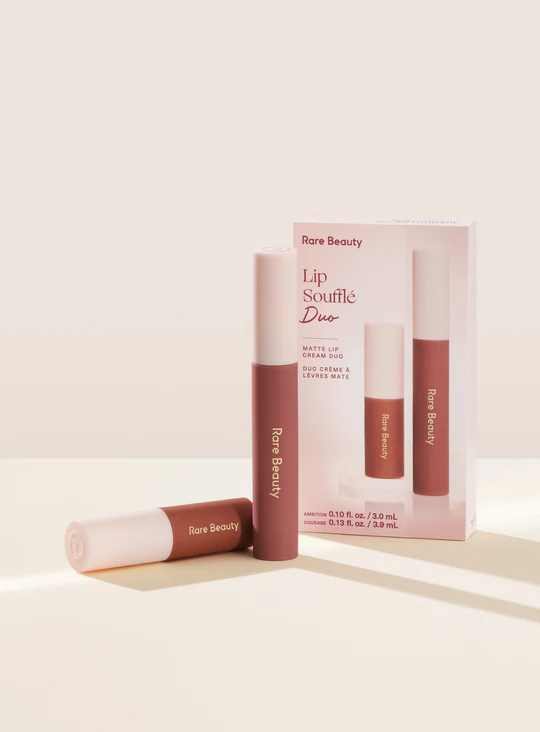 Rare Beauty
Lip
Soufflé
Duo
MATTE LIP
CREAM DUO
DUO CRÈME À
LÈVRES MATE
Rare Beauty
Rare Beauty
AMBITION 0.10 fl. oz. / 3.0 mL
COURAGE 0.13 fl. oz. / 3.9 mL
Rare Beauty
Rare Beauty